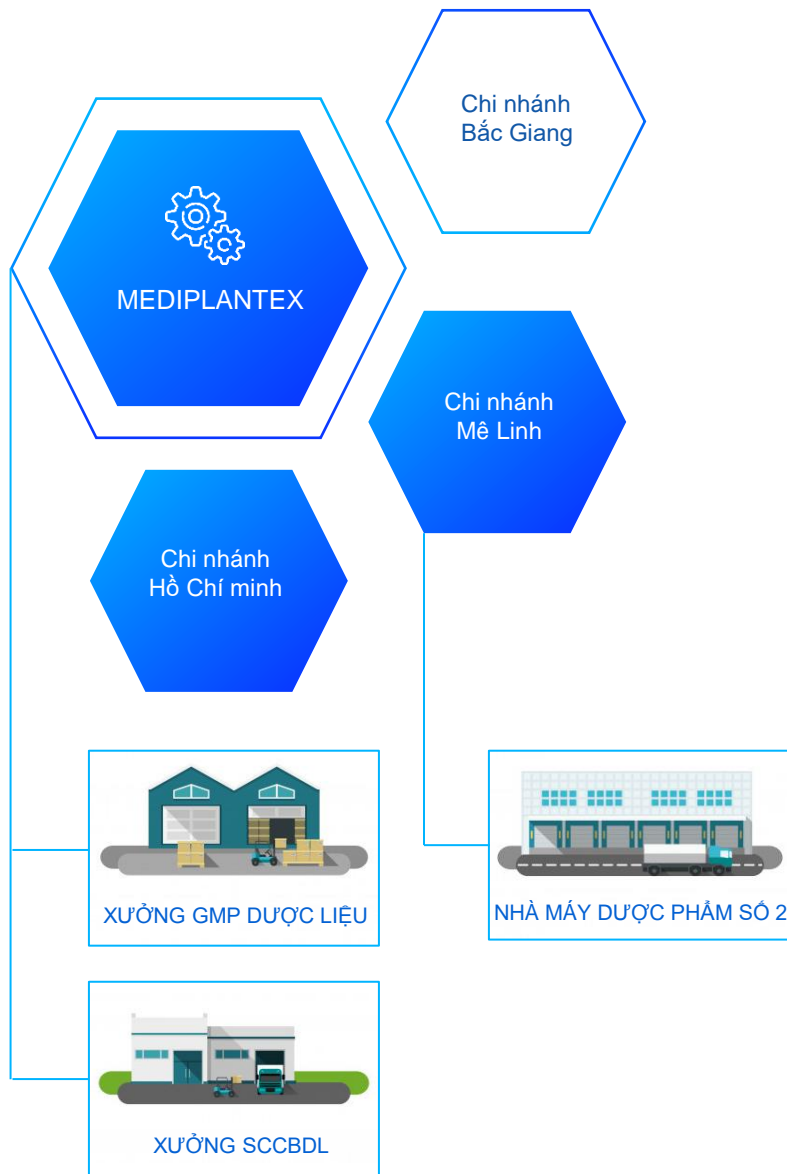 Chi nhánh
Bắc Giang
MEDIPLANTEX
Chi nhánh
Mê Linh
Chi nhánh
Hồ Chí minh
XƯỞNG GMP DƯỢC LIỆU
NHÀ MÁY DƯỢC PHẨM SỐ 2
XƯỞNG SCCBDL